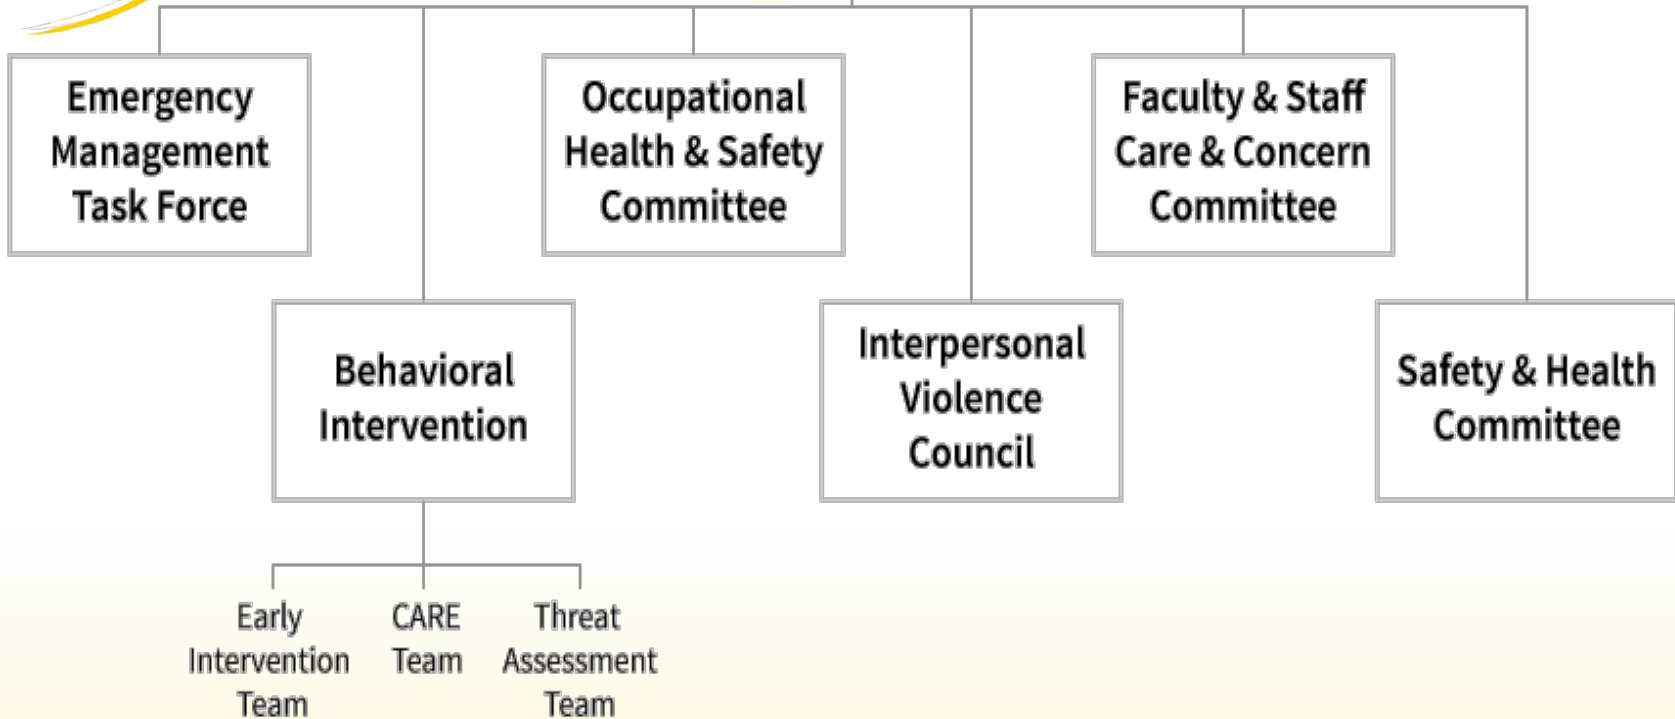 Emergency
Management
Task Force
Occupational
Health & Safety
Committee
Faculty & Staff
Care & Concern
Committee
Behavioral
Intervention
Interpersonal
Violence
Council
Safety & Health
Committee
Early
Intervention
Team
CARE
Team
Threat
Assessment
Team